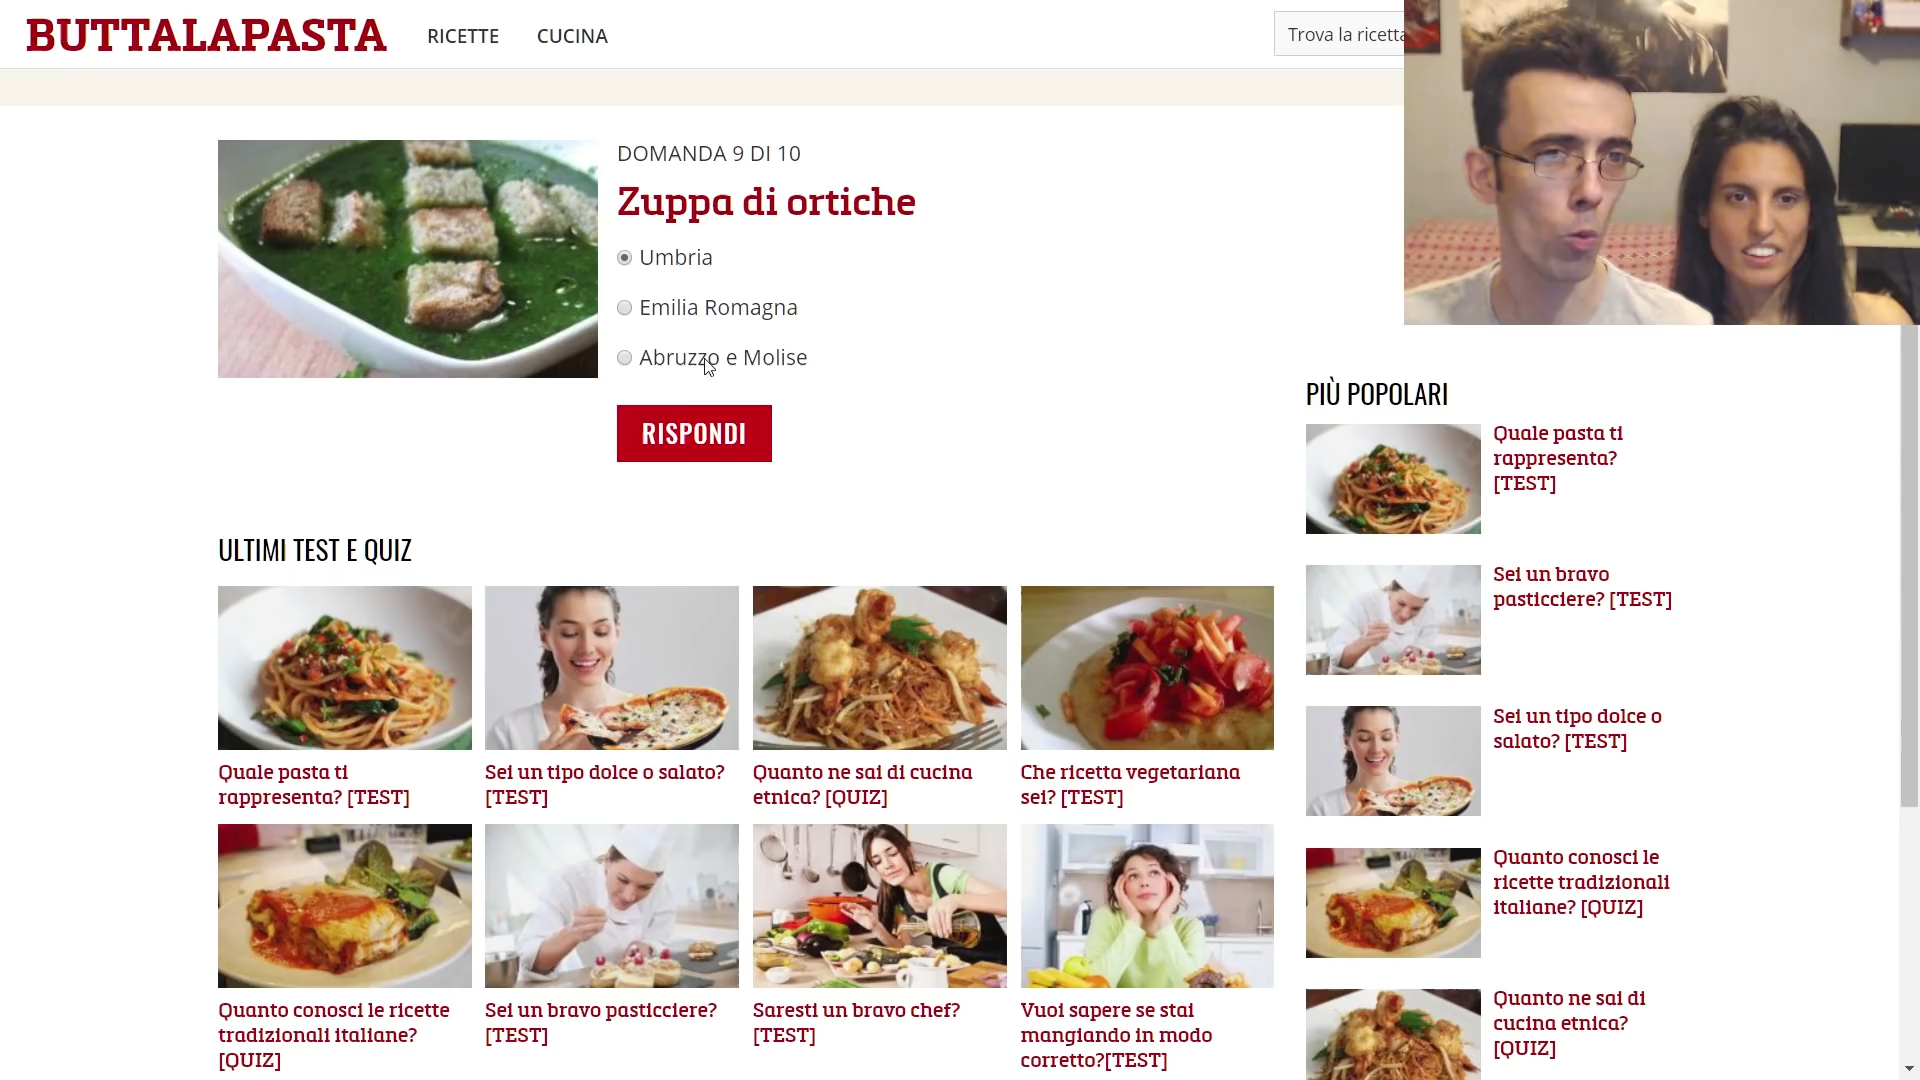 BUTTALAPASTA
RICETTE
CUCINA
Trova la ricetta
DOMANDA 9 DI 10
Zuppa di ortiche
Umbria
Emilia Romagna
Abruzzo e Molise
RISPONDI
ULTIMI TEST E QUIZ
Quale pasta ti
rappresenta? [TEST]
Sei un tipo dolce o salato?
[TEST]
Quanto ne sai di cucina
etnica? [QUIZ]
Che ricetta vegetariana
sei? [TEST]
Quanto conosci le ricette
tradizionali italiane?
[QUIZ]
Sei un bravo pasticciere?
[TEST]
Saresti un bravo chef?
[TEST]
Vuoi sapere se stai
mangiando in modo
corretto?[TEST]
PIÙ POPOLARI
Quale pasta ti
rappresenta?
[TEST]
Sei un bravo
pasticciere? [TEST]
Sei un tipo dolce o
salato? [TEST]
Quanto conosci le
ricette tradizionali
italiane? [QUIZ]
Quanto ne sai di
cucina etnica?
[QUIZ]